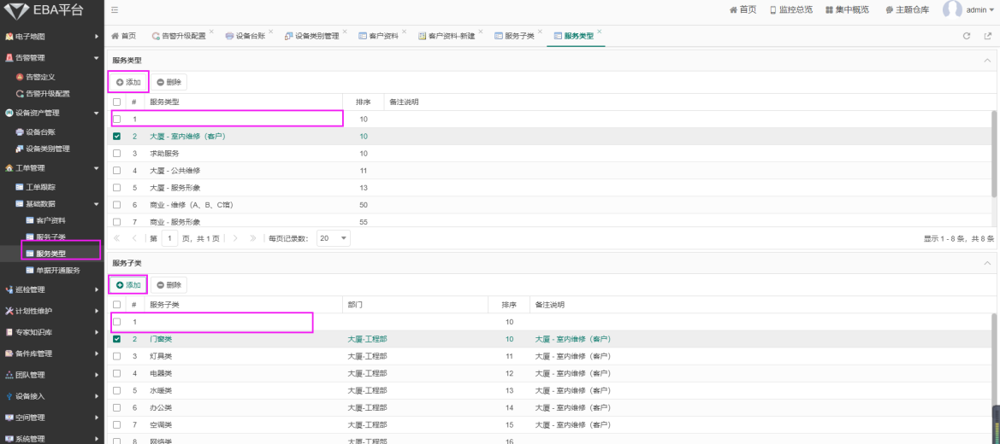 EBA平台
首页 监控总览 集中概览 主题仓库 admin
电子地图
告警管理
告警定义
告警升级配置
设备资产管理
设备台账
设备类别管理
工单管理
工单跟踪
基础数据
客户资料
服务子类
服务类型
单据开通服务
巡检管理
计划性维护
专家知识库
备件库管理
团队管理
设备接入
空间管理
系统管理
首页 告警升级配置 设备台账 设备类别管理 客户资料 客户资料-新建 服务子类 服务类型
服务类型
添加 删除
# 服务类型 排序 备注说明
1 10
2 大厦 - 室内维修（客户） 10
3 求助服务 10
4 大厦 - 公共维修 11
5 大厦 - 服务形象 13
6 商业 - 维修（A、B、C馆） 50
7 商业 - 服务形象 55
第 1 页，共 1 页 每页记录数： 20 显示 1 - 8 条，共 8 条
服务子类
添加 删除
# 服务子类 部门 排序 备注说明
1 10
2 门窗类 大厦-工程部 10 大厦 - 室内维修（客户）
3 灯具类 大厦-工程部 11 大厦 - 室内维修（客户）
4 电器类 大厦-工程部 12 大厦 - 室内维修（客户）
5 水暖类 大厦-工程部 13 大厦 - 室内维修（客户）
6 办公类 大厦-工程部 14 大厦 - 室内维修（客户）
7 空调类 大厦-工程部 15 大厦 - 室内维修（客户）
8 网络类 大厦-工程部 16